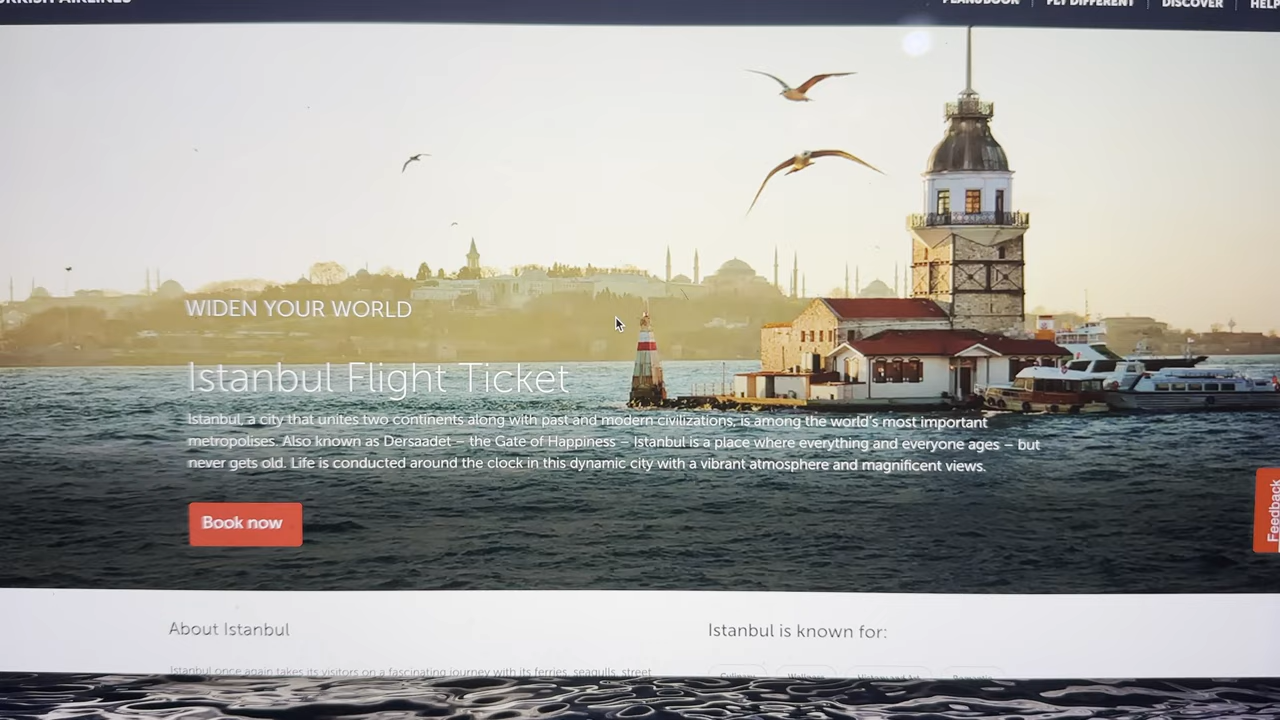 TURKISH AIRLINES
PLAN&BOOK
FLY DIFFERENT
DISCOVER
HELP
WIDEN YOUR WORLD
Istanbul Flight Ticket
Istanbul, a city that unites two continents along with past and modern civilizations, is among the world's most important
metropolises. Also known as Dersaadet – the Gate of Happiness – Istanbul is a place where everything and everyone ages – but
never gets old. Life is conducted around the clock in this dynamic city with a vibrant atmosphere and magnificent views.
Book now
Feedback
About Istanbul
Istanbul is known for:
Istanbul once again takes its visitors on a fascinating journey with its ferries, seagulls, street